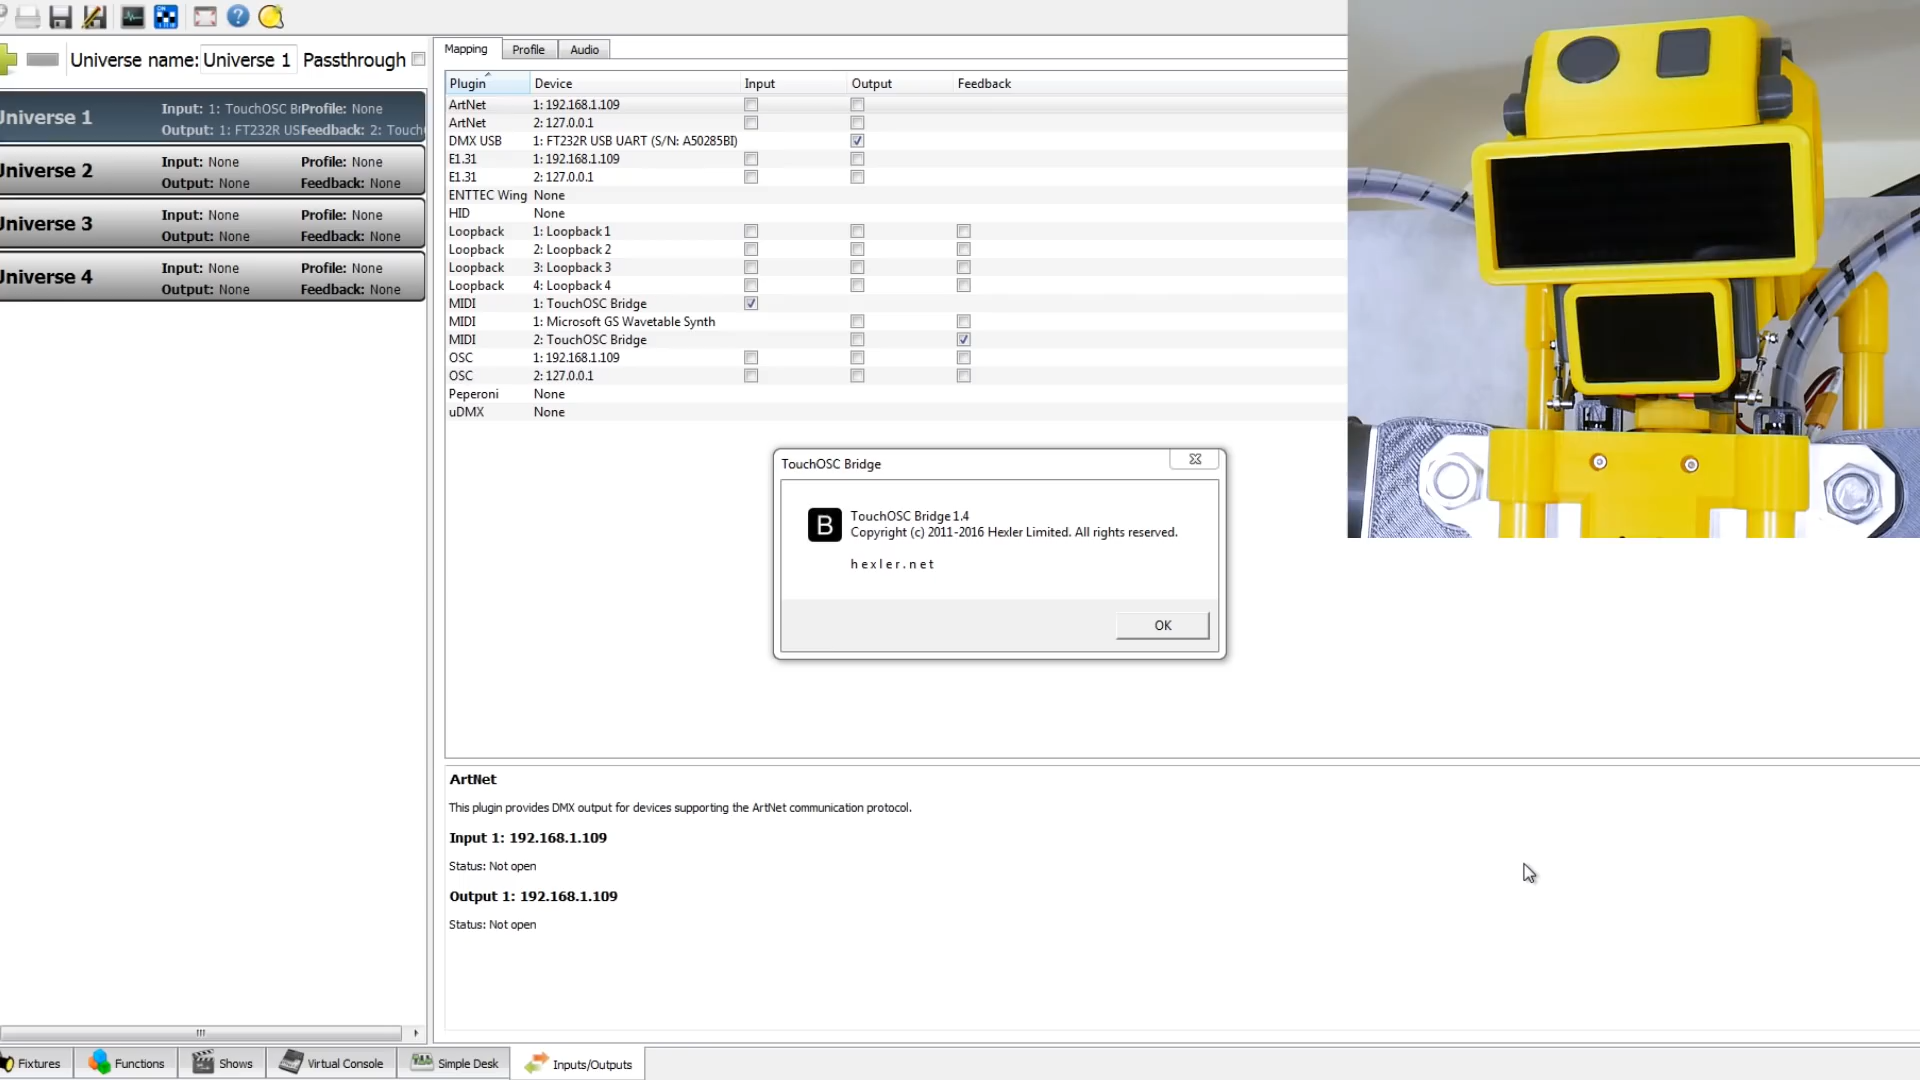 Universe name: Universe 1 Passthrough
Universe 1 Input: 1: TouchOSC Br Profile: None
Output: 1: FT232R US Feedback: 2: Touch
Universe 2 Input: None Profile: None
Output: None Feedback: None
Universe 3 Input: None Profile: None
Output: None Feedback: None
Universe 4 Input: None Profile: None
Output: None Feedback: None
Mapping Profile Audio
Plugin Device Input Output Feedback
ArtNet 1: 192.168.1.109
ArtNet 2: 127.0.0.1
DMX USB 1: FT232R USB UART (S/N: A50285BI)
E1.31 1: 192.168.1.109
E1.31 2: 127.0.0.1
ENTTEC Wing None
HID None
Loopback 1: Loopback 1
Loopback 2: Loopback 2
Loopback 3: Loopback 3
Loopback 4: Loopback 4
MIDI 1: TouchOSC Bridge
MIDI 1: Microsoft GS Wavetable Synth
MIDI 2: TouchOSC Bridge
OSC 1: 192.168.1.109
OSC 2: 127.0.0.1
Peperoni None
uDMX None
TouchOSC Bridge
B
TouchOSC Bridge 1.4
Copyright (c) 2011-2016 Hexler Limited. All rights reserved.
hexler.net
OK
ArtNet
This plugin provides DMX output for devices supporting the ArtNet communication protocol.
Input 1: 192.168.1.109
Status: Not open
Output 1: 192.168.1.109
Status: Not open
Fixtures Functions Shows Virtual Console Simple Desk Inputs/Outputs